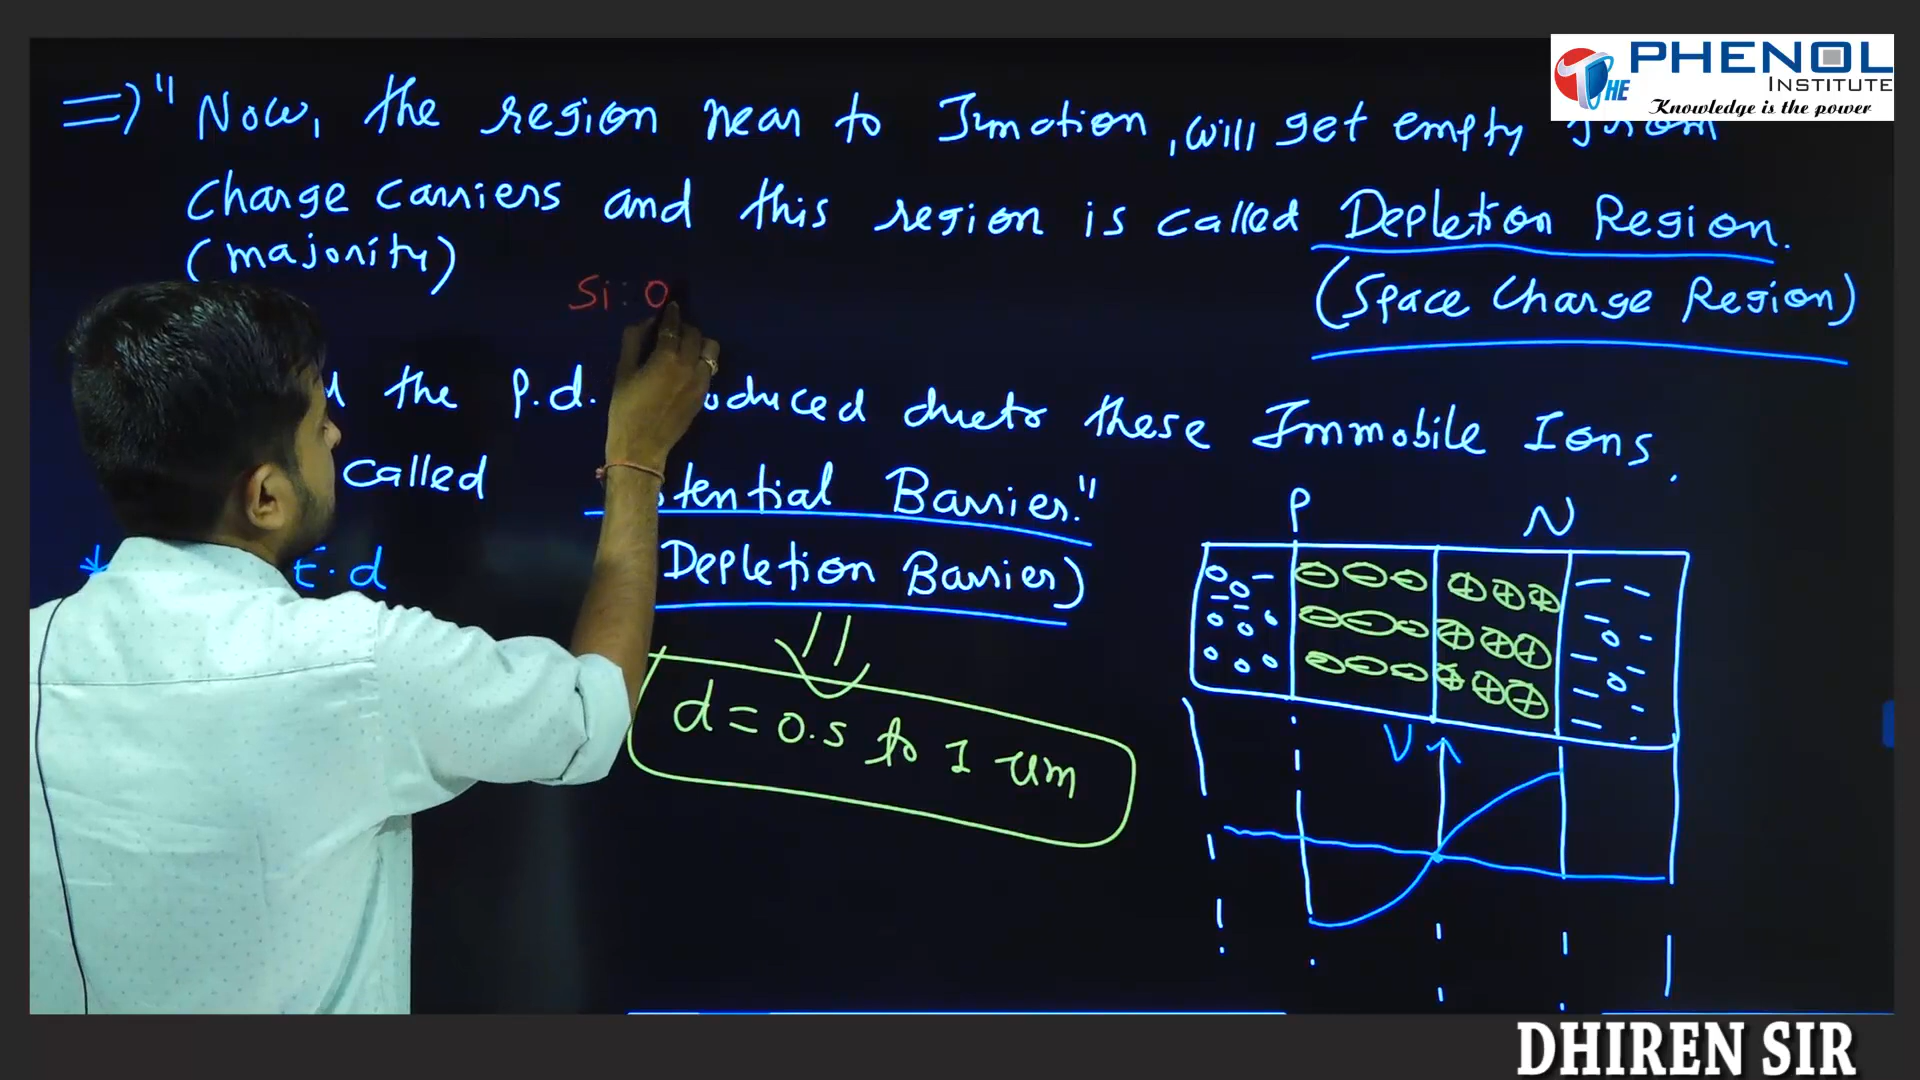 THE PHENOL
INSTITUTE
Knowledge is the power
=> "Now, the region near to Junction, will get empty from
Charge carriers and this region is called Depletion Region.
(majority)
(Space Charge Region)
Si: 0
the P.d. due to these Immobile Ions.
called Barrier."
Depletion Barrier)
d = 0.5 to 1 um
P N
V
DHIREN SIR